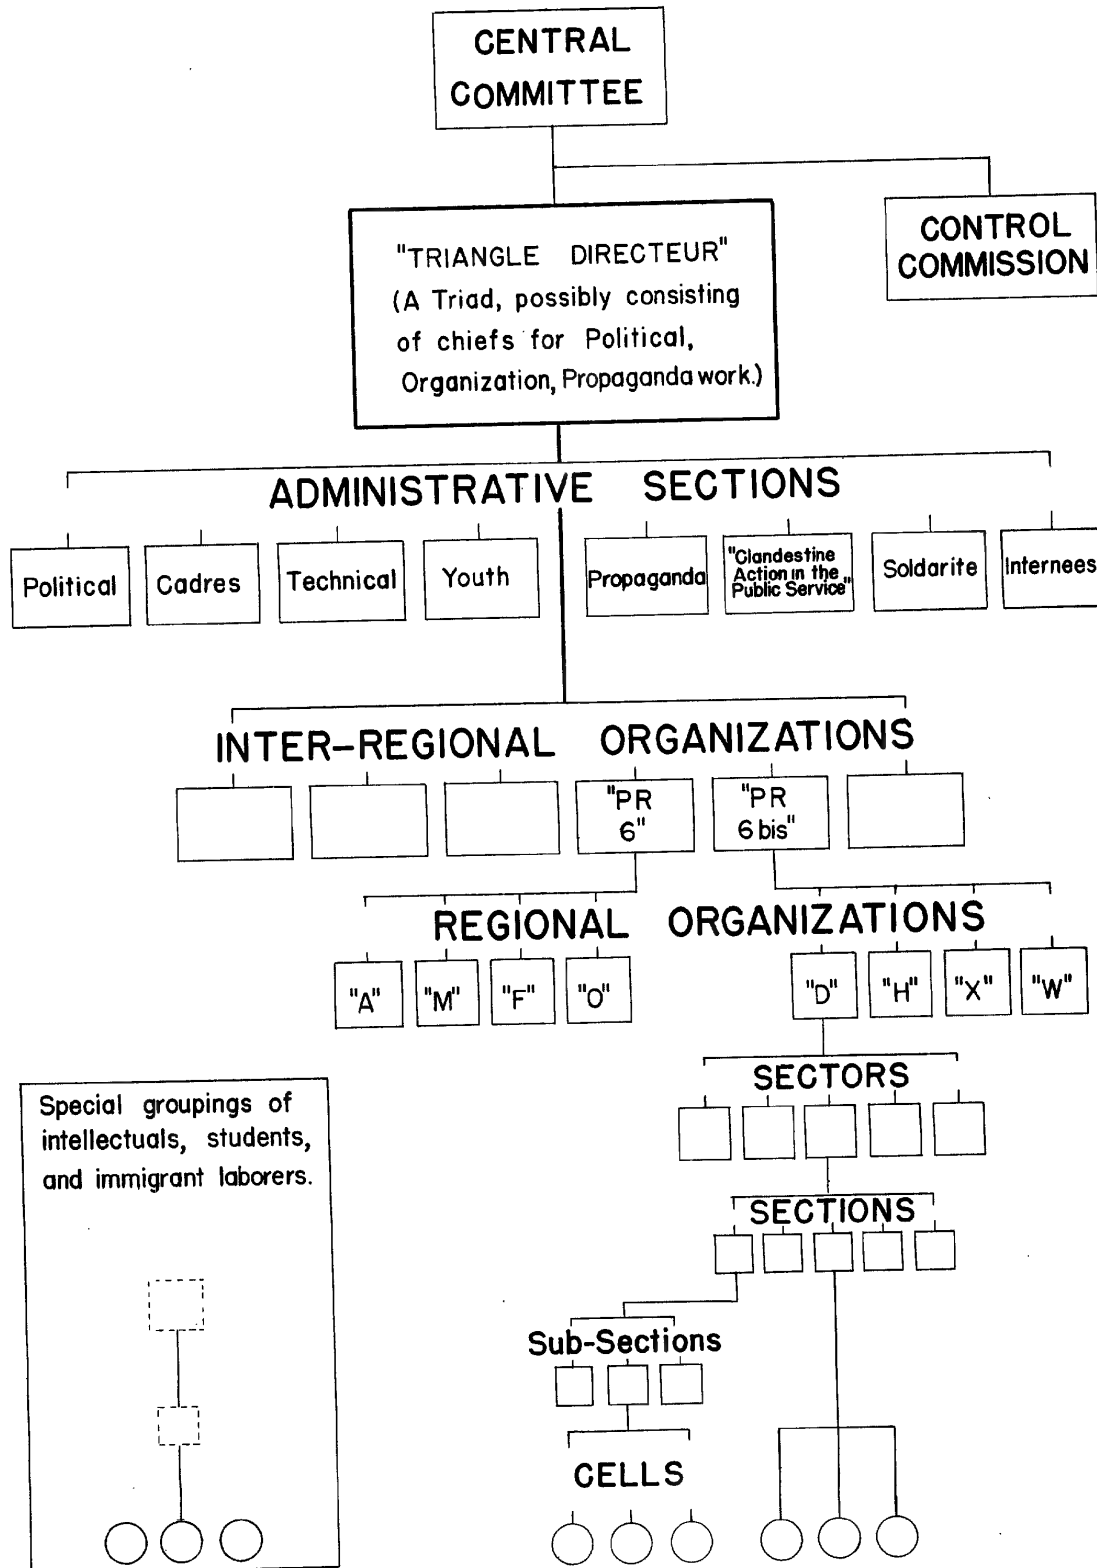 CENTRAL
COMMITTEE
CONTROL
COMMISSION
"TRIANGLE DIRECTEUR"
(A Triad, possibly consisting
of chiefs for Political,
Organization, Propaganda work.)
ADMINISTRATIVE SECTIONS
Political
Cadres
Technical
Youth
Propaganda
"Clandestine
Action in the
Public Service"
Soldarite
Internees
INTER-REGIONAL ORGANIZATIONS
"PR
6"
"PR
6 bis"
REGIONAL ORGANIZATIONS
"A"
"M"
"F"
"O"
"D"
"H"
"X"
"W"
SECTORS
SECTIONS
Sub-Sections
CELLS
Special groupings of
intellectuals, students,
and immigrant laborers.